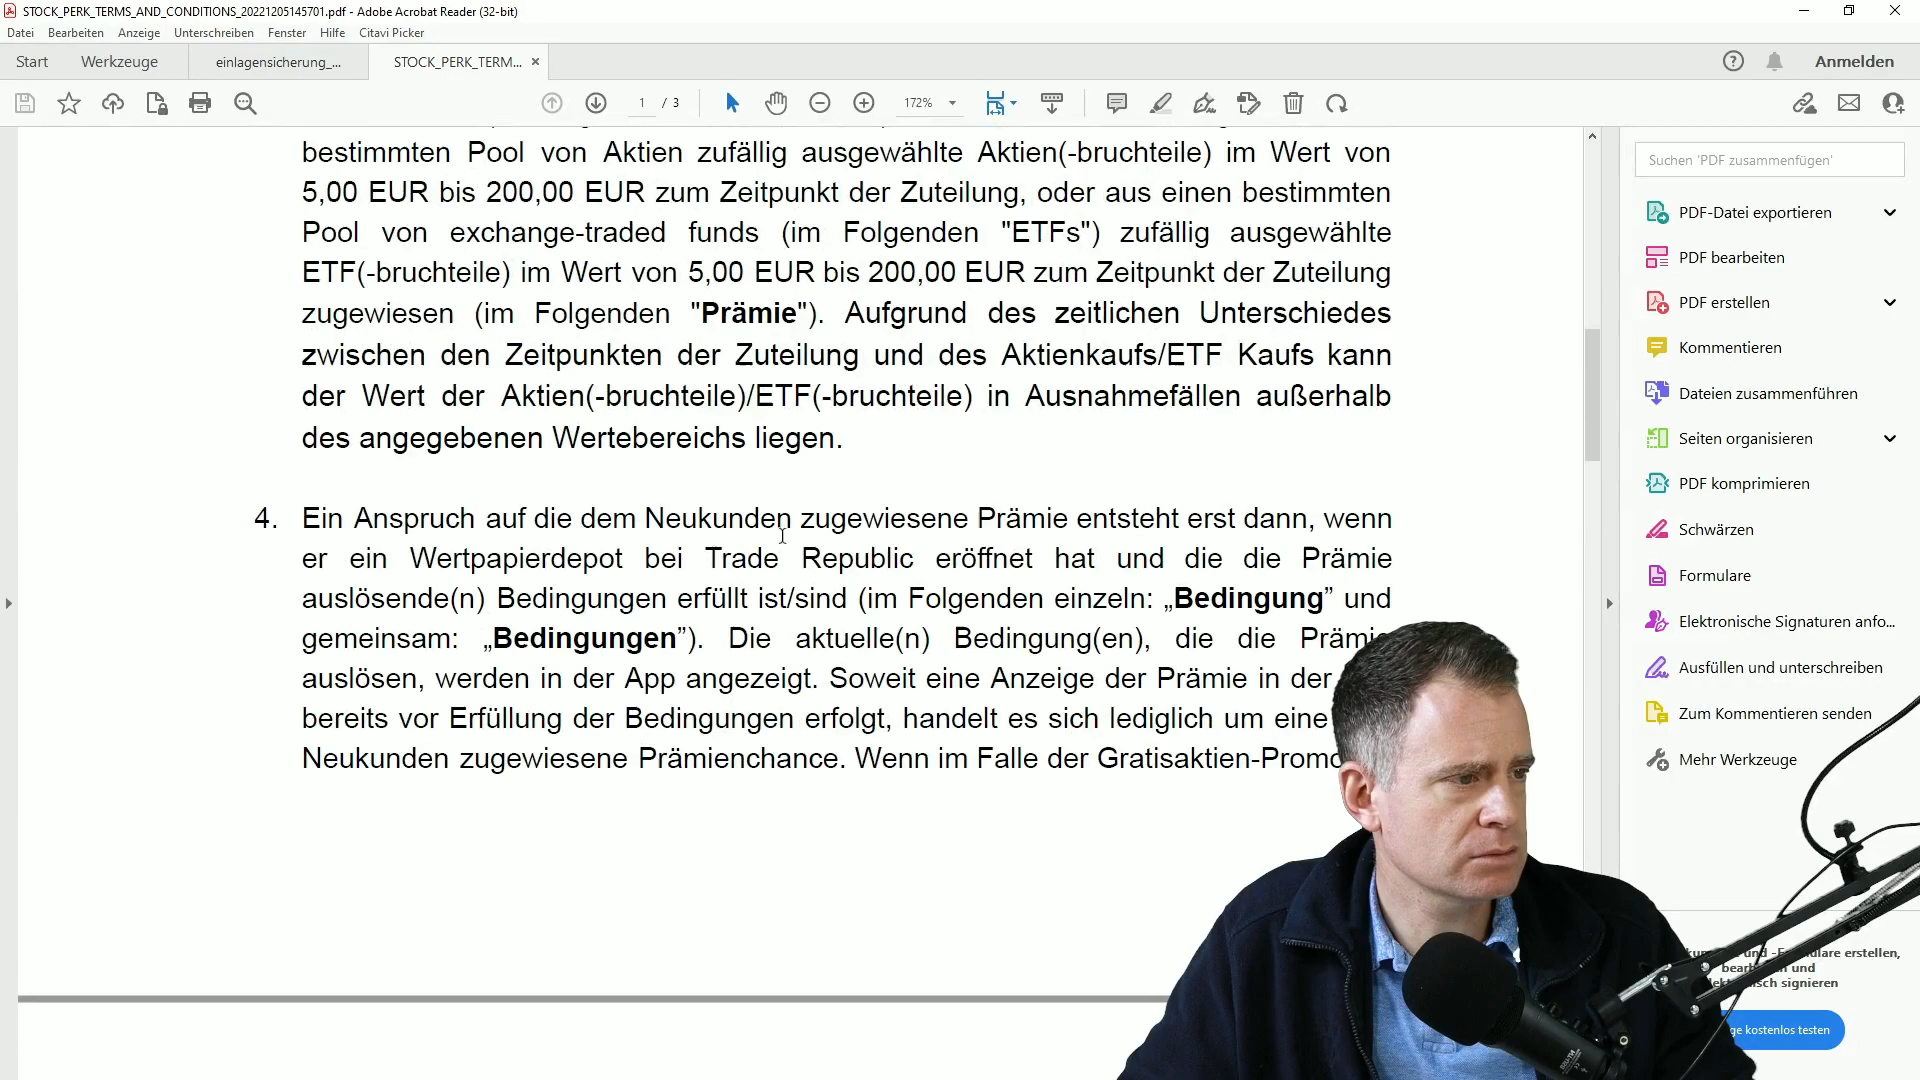 STOCK_PERK_TERMS_AND_CONDITIONS_20221205145701.pdf - Adobe Acrobat Reader (32-bit)
Datei Bearbeiten Anzeige Unterschreiben Fenster Hilfe Citavi Picker
Start Werkzeuge einlagensicherung_... STOCK_PERK_TERM... × Anmelden
1 / 3 172%
bestimmten Pool von Aktien zufällig ausgewählte Aktien(-bruchteile) im Wert von
5,00 EUR bis 200,00 EUR zum Zeitpunkt der Zuteilung, oder aus einen bestimmten
Pool von exchange-traded funds (im Folgenden "ETFs") zufällig ausgewählte
ETF(-bruchteile) im Wert von 5,00 EUR bis 200,00 EUR zum Zeitpunkt der Zuteilung
zugewiesen (im Folgenden "Prämie"). Aufgrund des zeitlichen Unterschiedes
zwischen den Zeitpunkten der Zuteilung und des Aktienkaufs/ETF Kaufs kann
der Wert der Aktien(-bruchteile)/ETF(-bruchteile) in Ausnahmefällen außerhalb
des angegebenen Wertebereichs liegen.
4. Ein Anspruch auf die dem Neukunden zugewiesene Prämie entsteht erst dann, wenn
er ein Wertpapierdepot bei Trade Republic eröffnet hat und die die Prämie
auslösende(n) Bedingungen erfüllt ist/sind (im Folgenden einzeln: „Bedingung” und
gemeinsam: „Bedingungen”). Die aktuelle(n) Bedingung(en), die die Prämie
auslösen, werden in der App angezeigt. Soweit eine Anzeige der Prämie in der
bereits vor Erfüllung der Bedingungen erfolgt, handelt es sich lediglich um eine
Neukunden zugewiesene Prämienchance. Wenn im Falle der Gratisaktien-Promo
Suchen 'PDF zusammenfügen'
PDF-Datei exportieren
PDF bearbeiten
PDF erstellen
Kommentieren
Dateien zusammenführen
Seiten organisieren
PDF komprimieren
Schwärzen
Formulare
Elektronische Signaturen anfo...
Ausfüllen und unterschreiben
Zum Kommentieren senden
Mehr Werkzeuge
erstellen,
und
signieren
kostenlos testen